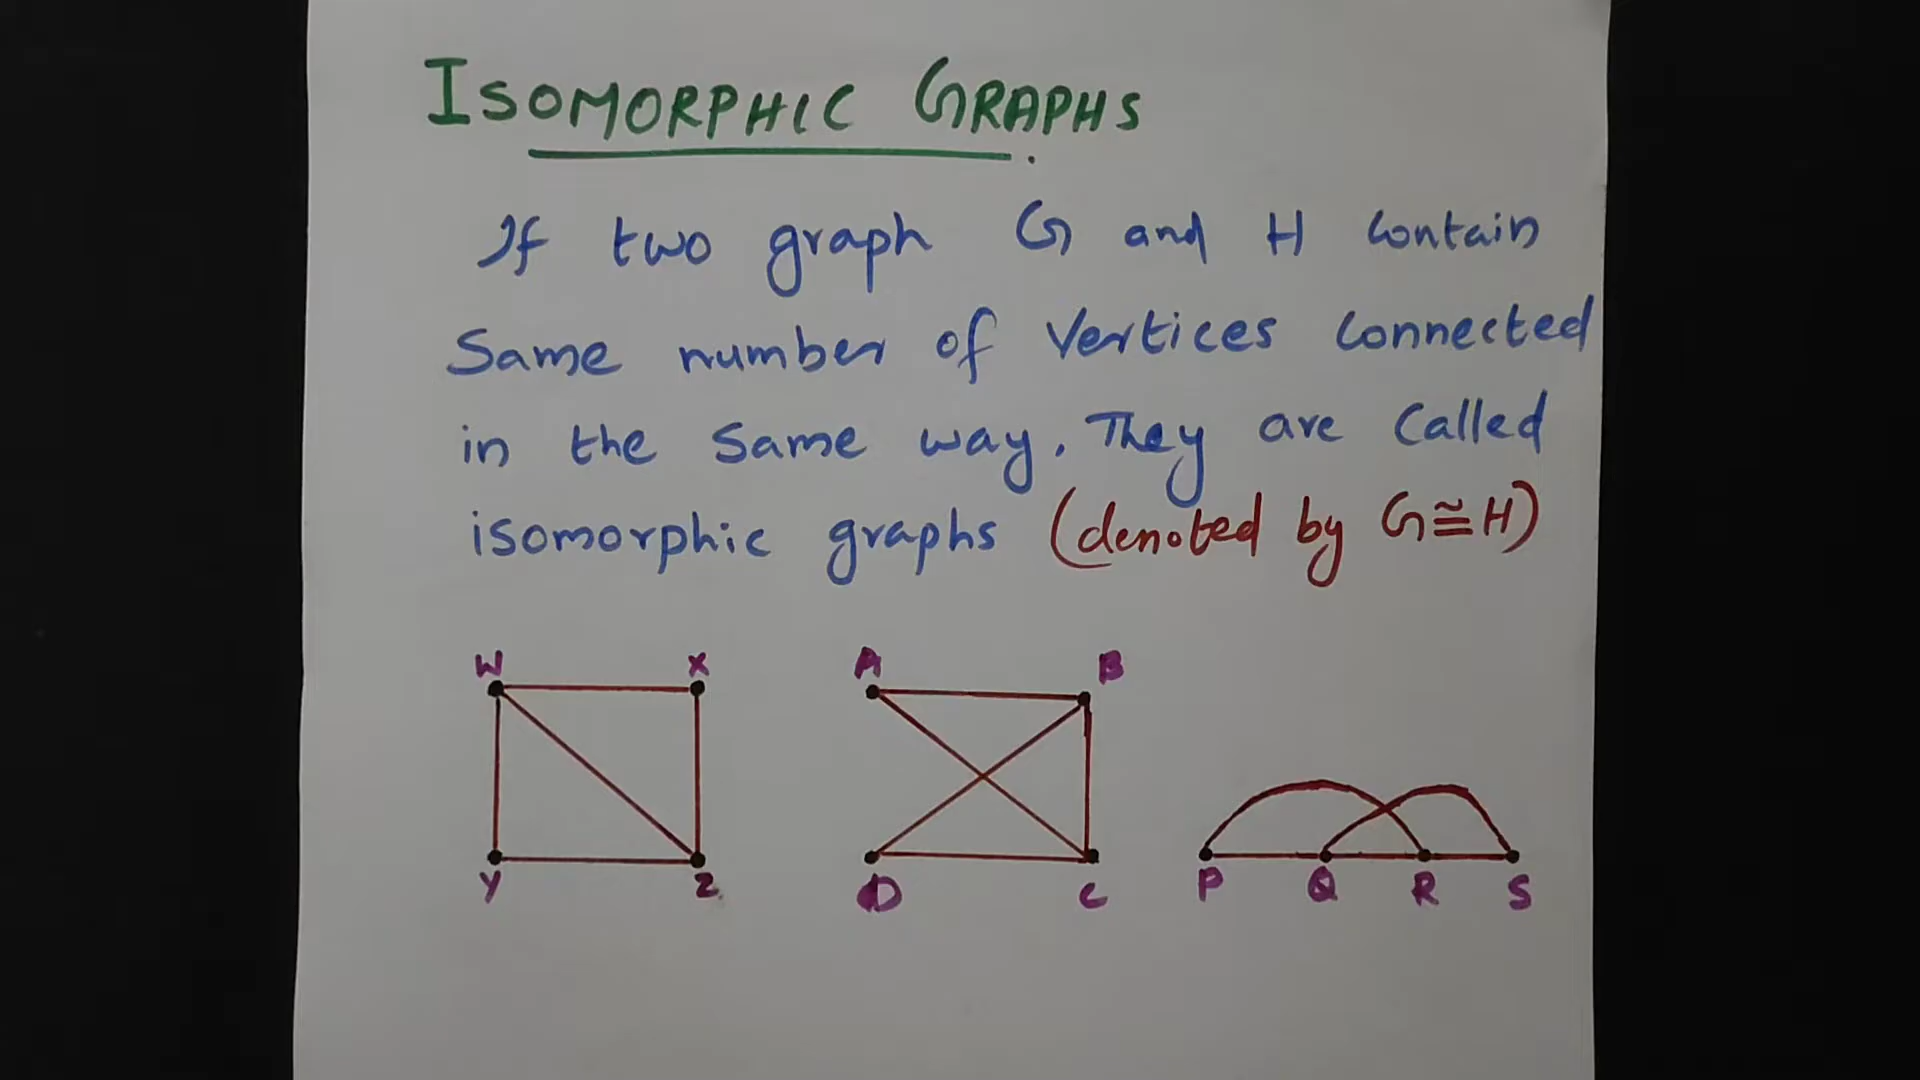 ISOMORPHIC GRAPHS
If two graph G and H contain
Same number of vertices connected
in the same way. They are called
isomorphic graphs (denoted by G≅H)
W X A B
Y Z D C P Q R S